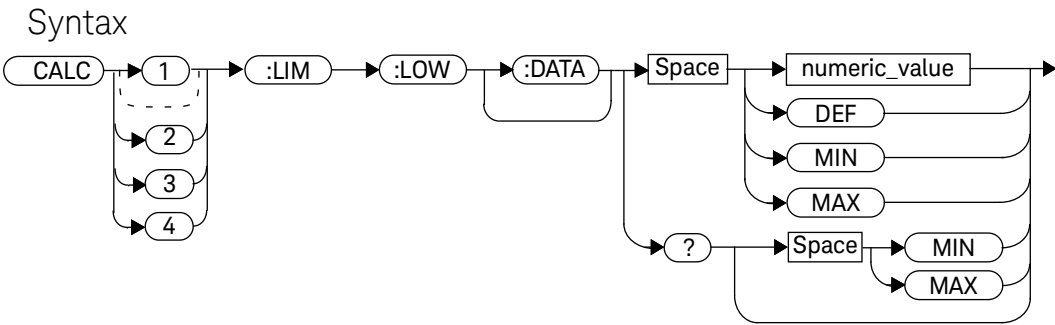 Syntax
CALC 1 :LIM :LOW :DATA Space numeric_value
DEF
2
MIN
3
MAX
4
? Space MIN
MAX